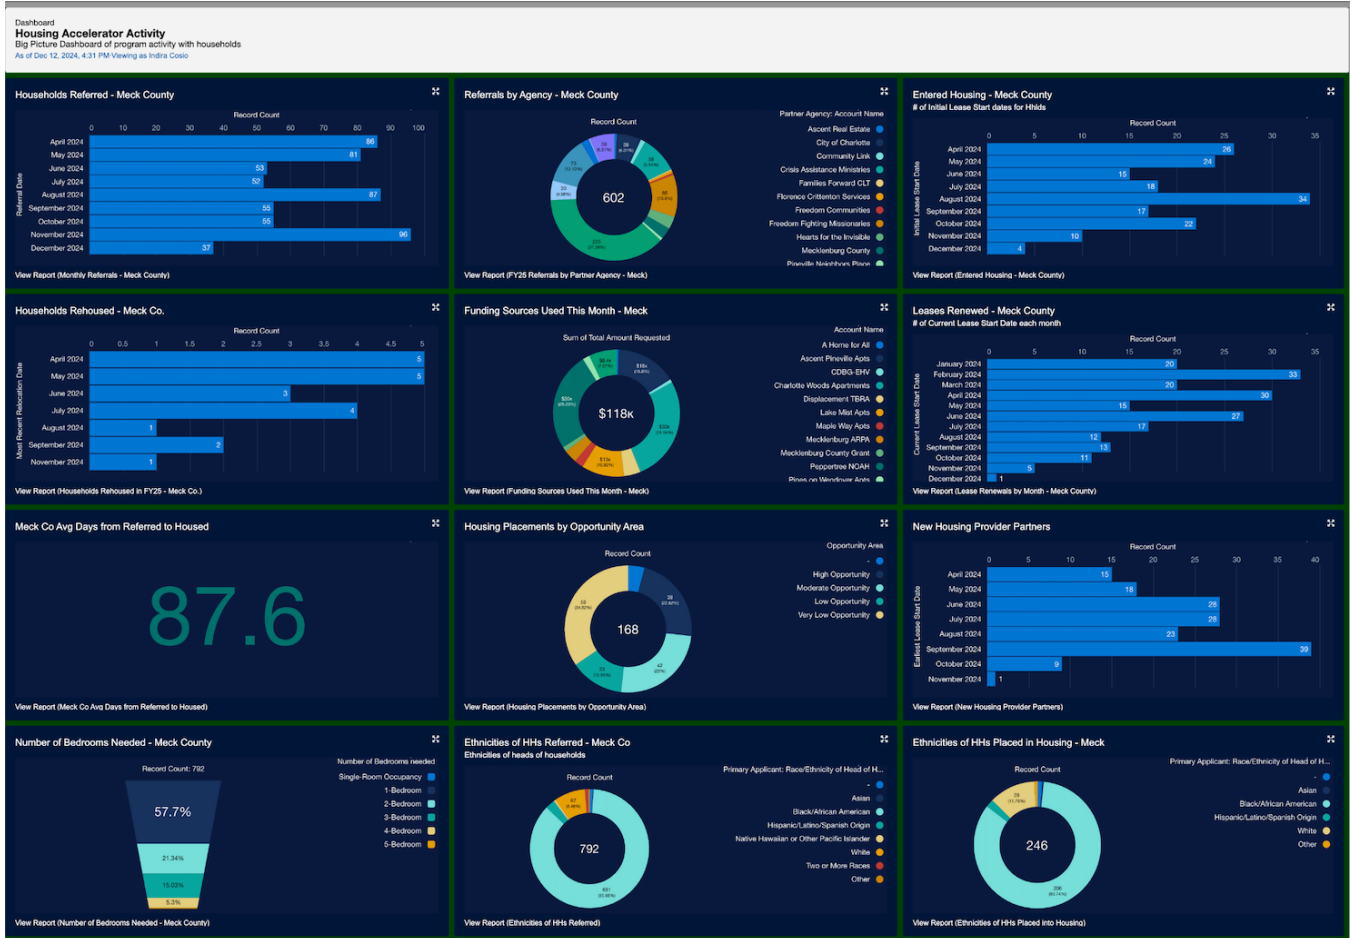 Dashboard
Housing Accelerator Activity
Big Picture Dashboard of program activity with households
As of Dec 12, 2024, 4:31 PM·Viewing as Indira Cosio
Households Referred - Meck County
Record Count
0 10 20 30 40 50 60 70 80 90 100
Referral Date
April 2024 86
May 2024 81
June 2024 53
July 2024 52
August 2024 87
September 2024 55
October 2024 55
November 2024 96
December 2024 37
View Report (Monthly Referrals - Meck County)
Referrals by Agency - Meck County
Record Count
602
Partner Agency: Account Name
Ascent Real Estate
City of Charlotte
Community Link
Crisis Assistance Ministries
Families Forward CLT
Florence Crittenton Services
Freedom Communities
Freedom Fighting Missionaries
Hearts for the Invisible
Mecklenburg County
Pineville Neighbors Place
View Report (FY25 Referrals by Partner Agency - Meck)
Entered Housing - Meck County
# of Initial Lease Start dates for HHIds
Record Count
0 5 10 15 20 25 30 35
Initial Lease Start Date
April 2024 26
May 2024 24
June 2024 15
July 2024 18
August 2024 34
September 2024 17
October 2024 22
November 2024 10
December 2024 4
View Report (Entered Housing - Meck County)
Households Rehoused - Meck Co.
Record Count
0 0.5 1 1.5 2 2.5 3 3.5 4 4.5 5
Most Recent Relocation Date
April 2024 5
May 2024 5
June 2024 3
July 2024 4
August 2024 1
September 2024 2
November 2024 1
View Report (Households Rehoused in FY25 - Meck Co.)
Funding Sources Used This Month - Meck
Sum of Total Amount Requested
$118K
Account Name
A Home for All
Ascent Pineville Apts
CDBG-EHV
Charlotte Woods Apartments
Displacement TBRA
Lake Mist Apts
Maple Way Apts
Mecklenburg ARPA
Mecklenburg County Grant
Peppertree NOAH
Pines on Wendover Apts
View Report (Funding Sources Used This Month - Meck)
Leases Renewed - Meck County
# of Current Lease Start Date each month
Record Count
0 5 10 15 20 25 30 35
Current Lease Start Date
January 2024 20
February 2024 33
March 2024 20
April 2024 30
May 2024 15
June 2024 27
July 2024 17
August 2024 12
September 2024 13
October 2024 11
November 2024 5
December 2024 1
View Report (Lease Renewals by Month - Meck County)
Meck Co Avg Days from Referred to Housed
87.6
View Report (Meck Co Avg Days from Referred to Housed)
Housing Placements by Opportunity Area
Record Count
168
42
(25%)
Opportunity Area
-
High Opportunity
Moderate Opportunity
Low Opportunity
Very Low Opportunity
View Report (Housing Placements by Opportunity Area)
New Housing Provider Partners
Record Count
0 5 10 15 20 25 30 35 40
Earliest Lease Start Date
April 2024 15
May 2024 18
June 2024 28
July 2024 28
August 2024 23
September 2024 39
October 2024 9
November 2024 1
View Report (New Housing Provider Partners)
Number of Bedrooms Needed - Meck County
Record Count: 792
57.7%
21.34%
15.03%
5.3%
Number of Bedrooms needed
Single-Room Occupancy
1-Bedroom
2-Bedroom
3-Bedroom
4-Bedroom
5-Bedroom
View Report (Number of Bedrooms Needed - Meck County)
Ethnicities of HHs Referred - Meck Co
Ethnicities of heads of households
Record Count
792
Primary Applicant: Race/Ethnicity of Head of H...
-
Asian
Black/African American
Hispanic/Latino/Spanish Origin
Native Hawaiian or Other Pacific Islander
White
Two or More Races
Other
View Report (Ethnicities of HHs Referred)
Ethnicities of HHs Placed in Housing - Meck
Record Count
246
Primary Applicant: Race/Ethnicity of Head of H...
-
Asian
Black/African American
Hispanic/Latino/Spanish Origin
White
Other
View Report (Ethnicities of HHs Placed into Housing)